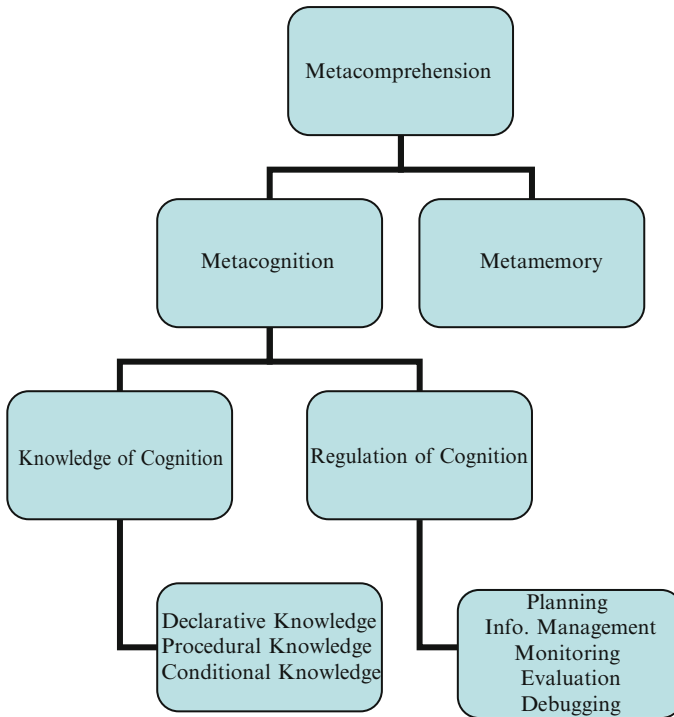 Metacomprehension
Metacognition
Metamemory
Knowledge of Cognition
Regulation of Cognition
Declarative Knowledge
Procedural Knowledge
Conditional Knowledge
Planning
Info. Management
Monitoring
Evaluation
Debugging